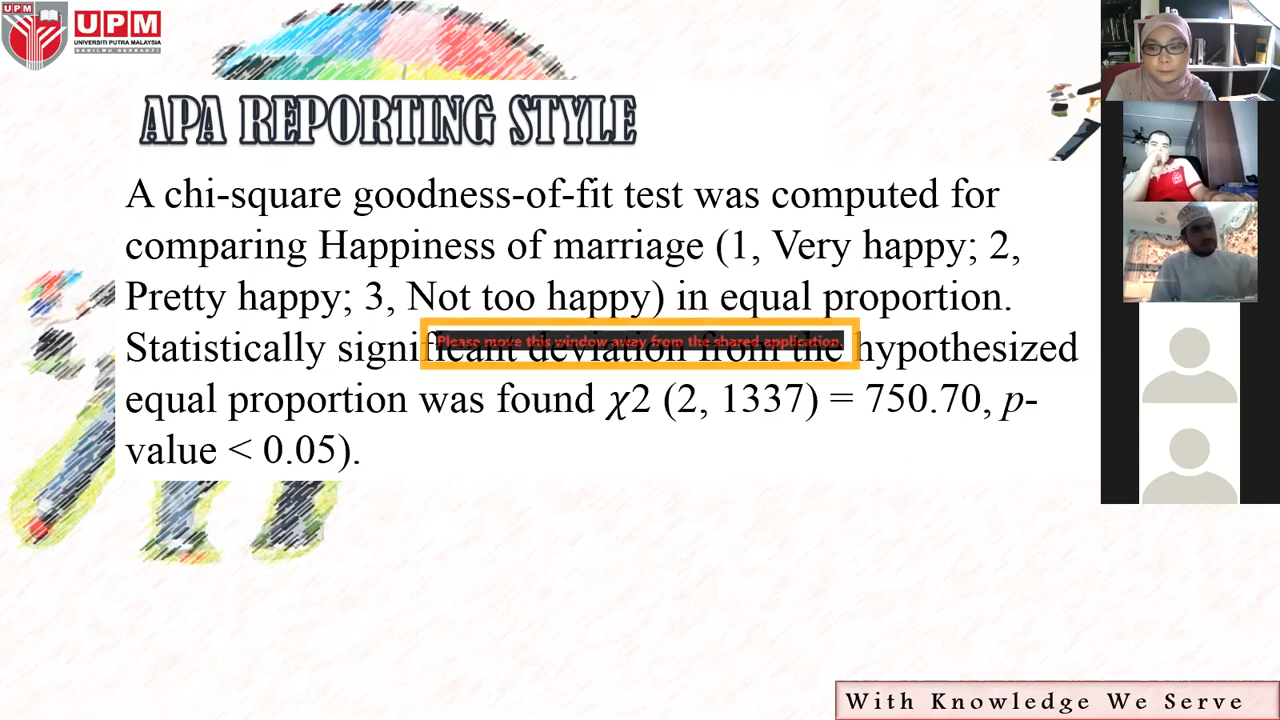 UPM
UPM
UNIVERSITI PUTRA MALAYSIA
BERILMU BERBAKTI
APA REPORTING STYLE
A chi-square goodness-of-fit test was computed for
comparing Happiness of marriage (1, Very happy; 2,
Pretty happy; 3, Not too happy) in equal proportion.
Statistically significant deviation from the hypothesized
Please move this window away from the shared application.
equal proportion was found χ2 (2, 1337) = 750.70, p-
value < 0.05).
With Knowledge We Serve